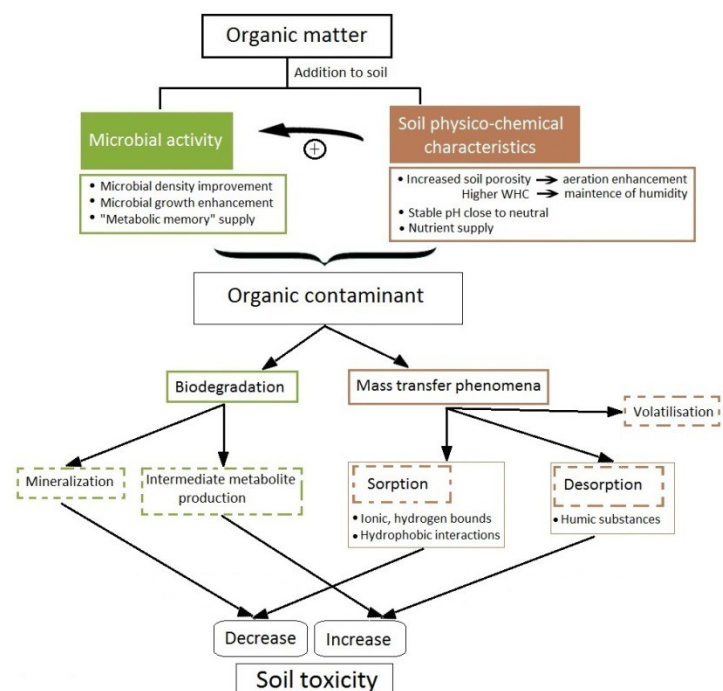 Organic matter
Addition to soil
Microbial activity
Soil physico-chemical
characteristics
+
• Microbial density improvement
• Microbial growth enhancement
• "Metabolic memory" supply
• Increased soil porosity → aeration enhancement
Higher WHC → maintence of humidity
• Stable pH close to neutral
• Nutrient supply
Organic contaminant
Biodegradation
Mass transfer phenomena
Volatilisation
Mineralization
Intermediate metabolite
production
Sorption
• Ionic, hydrogen bounds
• Hydrophobic interactions
Desorption
• Humic substances
Decrease
Increase
Soil toxicity